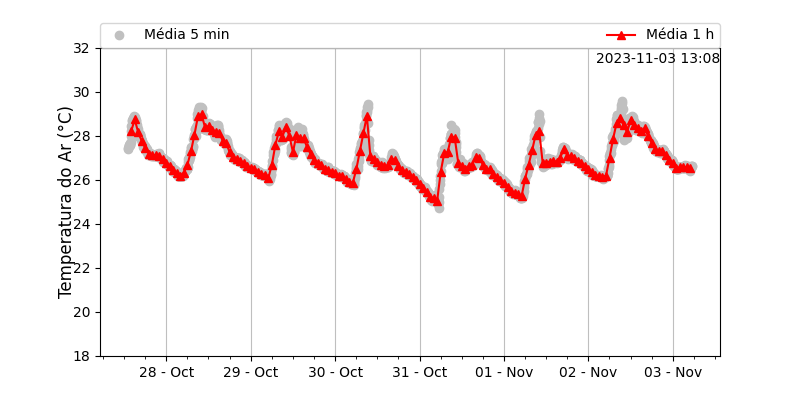 Média 5 min
Média 1 h
2023-11-03 13:08
Temperatura do Ar (°C)
32
30
28
26
24
22
20
18
28 - Oct
29 - Oct
30 - Oct
31 - Oct
01 - Nov
02 - Nov
03 - Nov